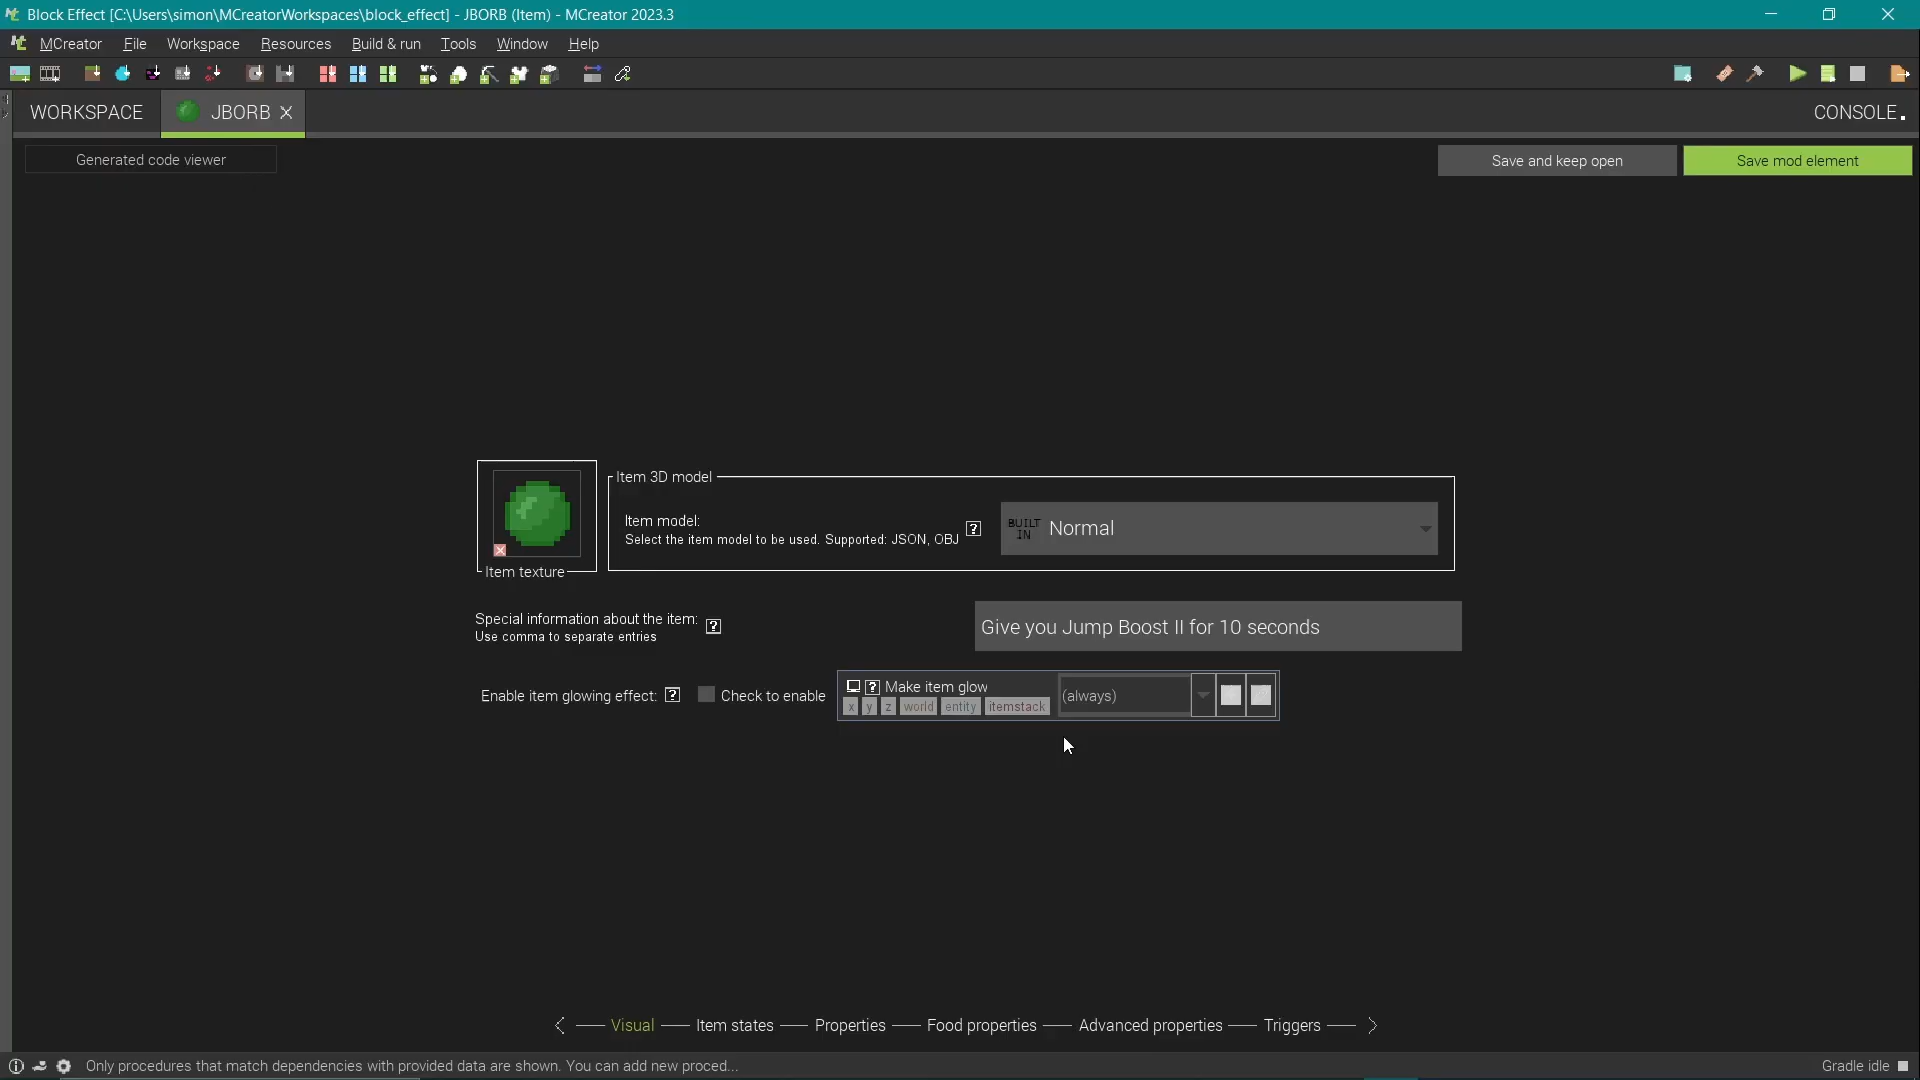 Block Effect [C:\Users\simon\MCreatorWorkspaces\block_effect] - JBORB (Item) - MCreator 2023.3
MCreator File Workspace Resources Build & run Tools Window Help
WORKSPACE JBORB CONSOLE
Generated code viewer Save and keep open Save mod element
Item 3D model
Item model:
Select the item model to be used. Supported: JSON, OBJ ? BUILT IN Normal
Item texture
Special information about the item: ? Give you Jump Boost II for 10 seconds
Use comma to separate entries
Enable item glowing effect: ? Check to enable ? Make item glow (always)
x y z world entity itemstack
Visual Item states Properties Food properties Advanced properties Triggers
Only procedures that match dependencies with provided data are shown. You can add new proced... Gradle idle